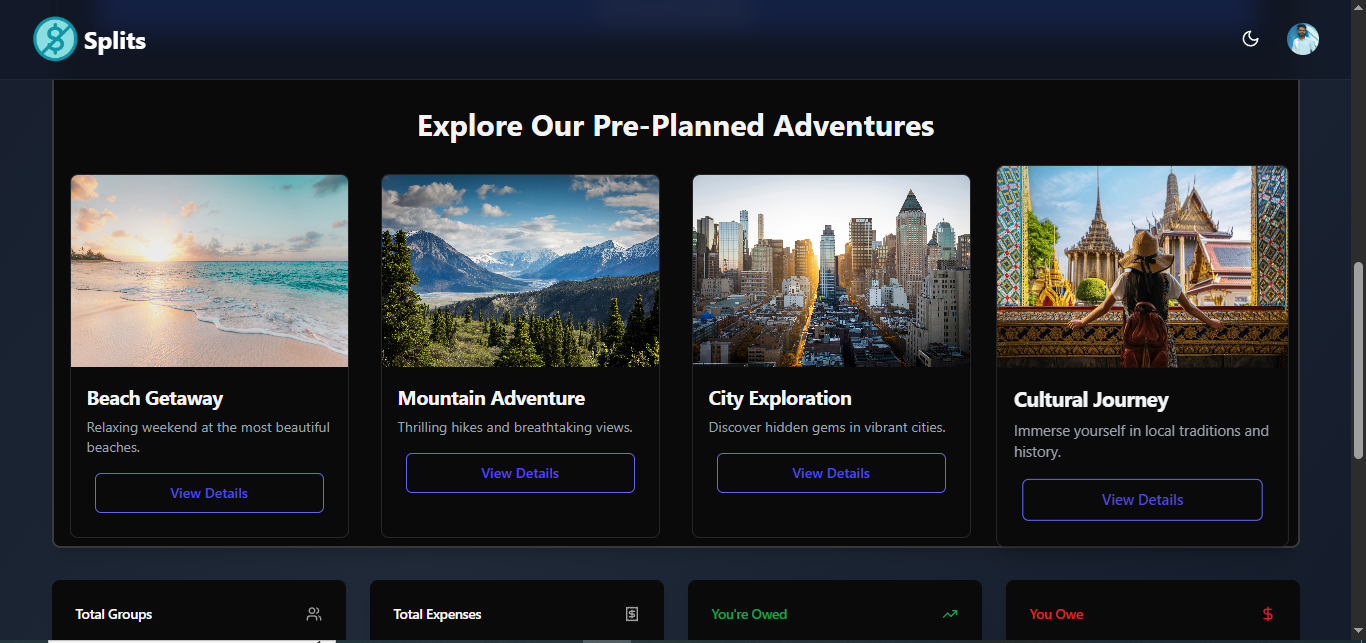 Splits
Explore Our Pre-Planned Adventures
Beach Getaway
Relaxing weekend at the most beautiful
beaches.
View Details
Mountain Adventure
Thrilling hikes and breathtaking views.
View Details
City Exploration
Discover hidden gems in vibrant cities.
View Details
Cultural Journey
Immerse yourself in local traditions and
history.
View Details
Total Groups
Total Expenses
You're Owed
You Owe